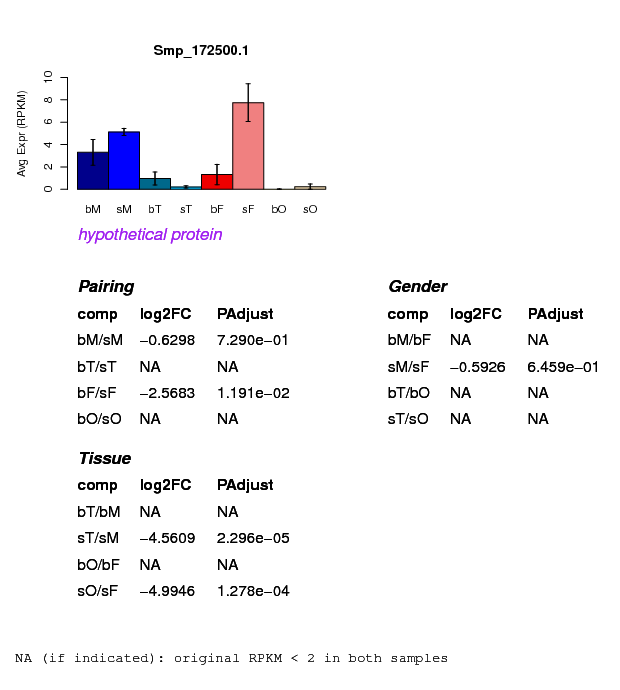 Smp_172500.1
Avg Expr (RPKM)
10
8
6
4
2
0
bM sM bT sT bF sF bO sO
hypothetical protein
Pairing
comp log2FC PAdjust
bM/sM −0.6298 7.290e−01
bT/sT NA NA
bF/sF −2.5683 1.191e−02
bO/sO NA NA
Gender
comp log2FC PAdjust
bM/bF NA NA
sM/sF −0.5926 6.459e−01
bT/bO NA NA
sT/sO NA NA
Tissue
comp log2FC PAdjust
bT/bM NA NA
sT/sM −4.5609 2.296e−05
bO/bF NA NA
sO/sF −4.9946 1.278e−04
NA (if indicated): original RPKM < 2 in both samples